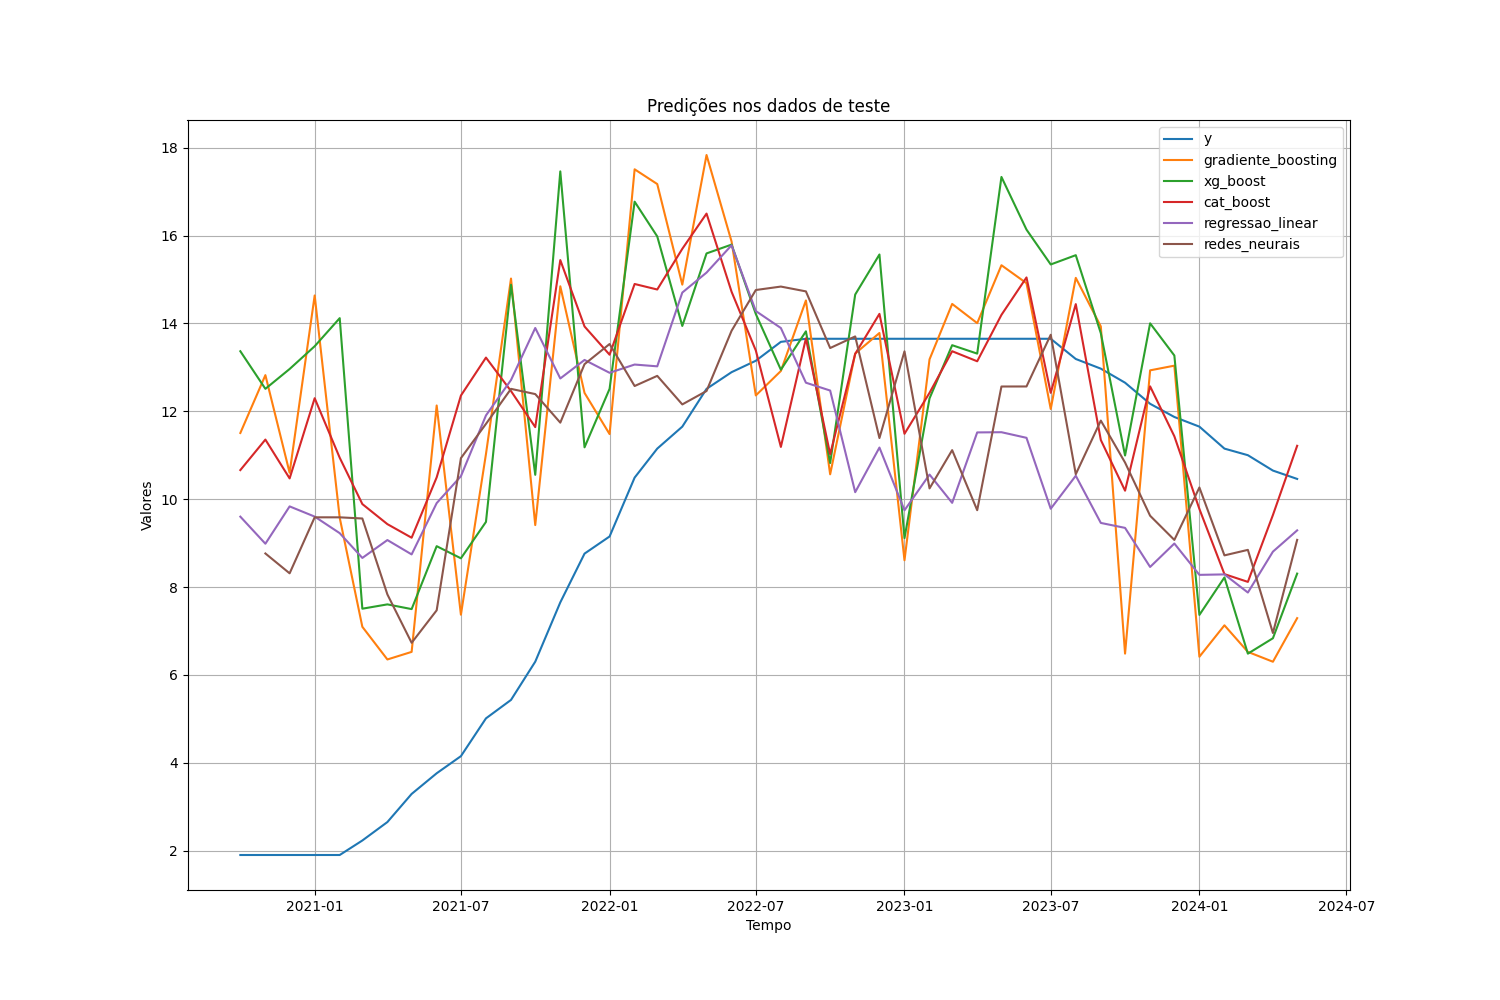 Predições nos dados de teste
y
gradiente_boosting
xg_boost
cat_boost
regressao_linear
redes_neurais
Valores
18
16
14
12
10
8
6
4
2
2021-01
2021-07
2022-01
2022-07
2023-01
2023-07
2024-01
2024-07
Tempo